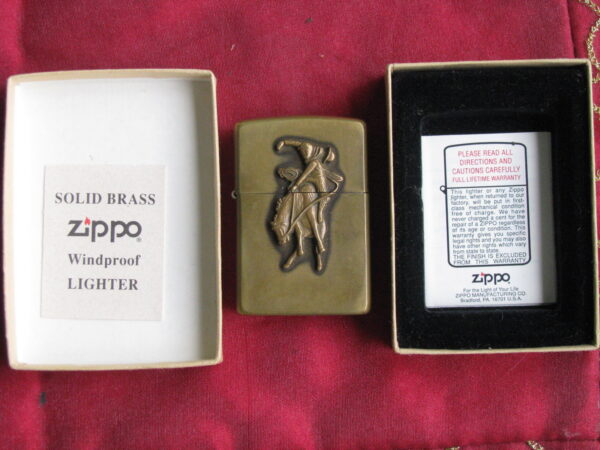 SOLID BRASS
zippo®
Windproof
LIGHTER
PLEASE READ ALL
DIRECTIONS AND
CAUTIONS CAREFULLY
FULL LIFETIME WARRANTY
This lighter or any Zippo
lighter, when returned to our
factory, will be put in first-
class mechanical condition
free of charge. We have
never charged a cent for the
repair of a ZIPPO regardless
of its age or condition. This
warranty gives you specific
legal rights and you may also
have other rights which vary
from state to state.
THE FINISH IS EXCLUDED
FROM THIS WARRANTY.
zippo
For the Light of Your Life
ZIPPO MANUFACTURING CO.
Bradford, PA. 16701 U.S.A.